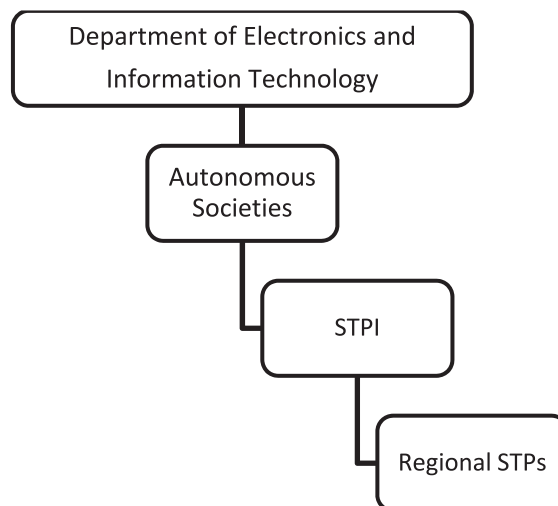 Department of Electronics and
Information Technology
Autonomous
Societies
STPI
Regional STPs